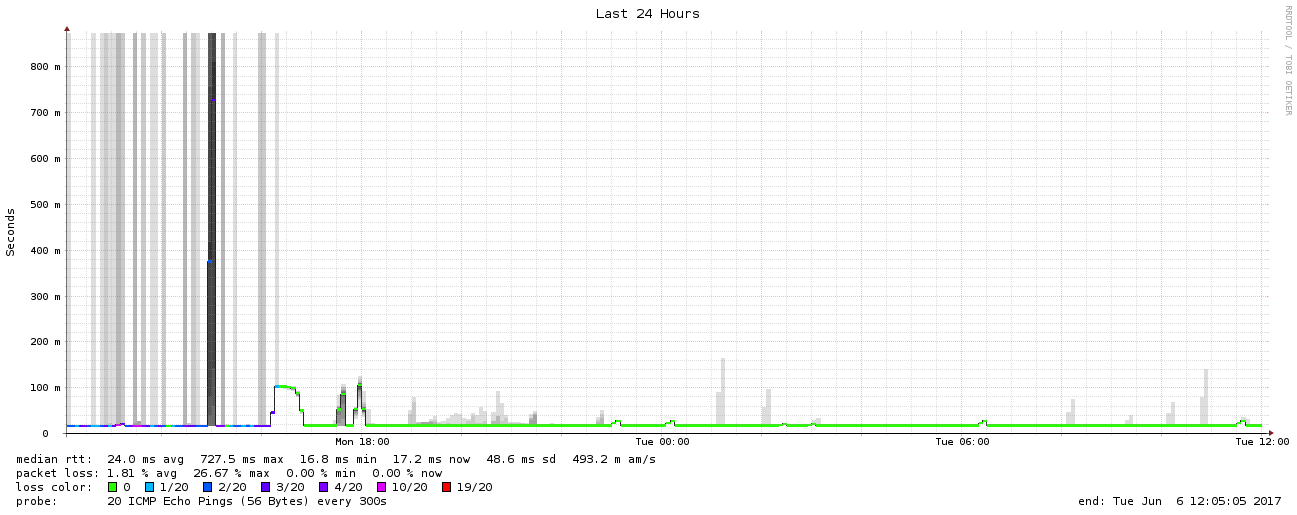 Last 24 Hours
RRDTOOL / TOBI OETIKER
Seconds
800 m
700 m
600 m
500 m
400 m
300 m
200 m
100 m
0
Mon 18:00 Tue 00:00 Tue 06:00 Tue 12:00
median rtt: 24.0 ms avg 727.5 ms max 16.8 ms min 17.2 ms now 48.6 ms sd 493.2 m am/s
packet loss: 1.81 % avg 26.67 % max 0.00 % min 0.00 % now
loss color: 0 1/20 2/20 3/20 4/20 10/20 19/20
probe: 20 ICMP Echo Pings (56 Bytes) every 300s end: Tue Jun 6 12:05:05 2017